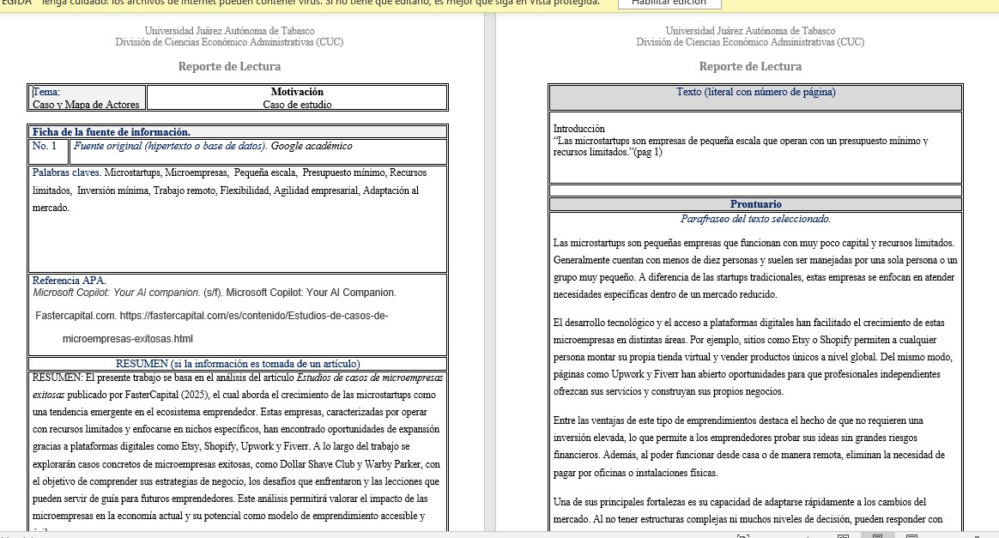 EGIDA
Tenga cuidado: los archivos de Internet pueden contener virus. Si no tiene que editarlo, es mejor que siga en Vista protegida.
Habilitar edición
Universidad Juárez Autónoma de Tabasco
División de Ciencias Económico Administrativas (CUC)
Reporte de Lectura
Tema:
Caso y Mapa de Actores
Motivación
Caso de estudio
Ficha de la fuente de información.
No. 1
Fuente original (hipertexto o base de datos). Google académico
Palabras claves. Microstartups, Microempresas, Pequeña escala, Presupuesto mínimo, Recursos
limitados, Inversión mínima, Trabajo remoto, Flexibilidad, Agilidad empresarial, Adaptación al
mercado.
Referencia APA.
Microsoft Copilot: Your AI companion. (s/f). Microsoft Copilot: Your AI Companion.
Fastercapital.com. https://fastercapital.com/es/contenido/Estudios-de-casos-de-
microempresas-exitosas.html
RESUMEN (si la información es tomada de un artículo)
RESUMEN: El presente trabajo se basa en el análisis del artículo Estudios de casos de microempresas
exitosas publicado por FasterCapital (2025), el cual aborda el crecimiento de las microstartups como
una tendencia emergente en el ecosistema emprendedor. Estas empresas, caracterizadas por operar
con recursos limitados y enfocarse en nichos específicos, han encontrado oportunidades de expansión
gracias a plataformas digitales como Etsy, Shopify, Upwork y Fiverr. A lo largo del trabajo se
explorarán casos concretos de microempresas exitosas, como Dollar Shave Club y Warby Parker, con
el objetivo de comprender sus estrategias de negocio, los desafíos que enfrentaron y las lecciones que
pueden servir de guía para futuros emprendedores. Este análisis permitirá valorar el impacto de las
microempresas en la economía actual y su potencial como modelo de emprendimiento accesible y
Universidad Juárez Autónoma de Tabasco
División de Ciencias Económico Administrativas (CUC)
Reporte de Lectura
Texto (literal con número de página)
Introducción
“Las microstartups son empresas de pequeña escala que operan con un presupuesto mínimo y
recursos limitados.”(pag 1)
Prontuario
Parafraseo del texto seleccionado.
Las microstartups son pequeñas empresas que funcionan con muy poco capital y recursos limitados.
Generalmente cuentan con menos de diez personas y suelen ser manejadas por una sola persona o un
grupo muy pequeño. A diferencia de las startups tradicionales, estas empresas se enfocan en atender
necesidades específicas dentro de un mercado reducido.
El desarrollo tecnológico y el acceso a plataformas digitales han facilitado el crecimiento de estas
microempresas en distintas áreas. Por ejemplo, sitios como Etsy o Shopify permiten a cualquier
persona montar su propia tienda virtual y vender productos únicos a nivel global. Del mismo modo,
páginas como Upwork y Fiverr han abierto oportunidades para que profesionales independientes
ofrezcan sus servicios y construyan sus propios negocios.
Entre las ventajas de este tipo de emprendimientos destaca el hecho de que no requieren una
inversión elevada, lo que permite a los emprendedores probar sus ideas sin grandes riesgos
financieros. Además, al poder funcionar desde casa o de manera remota, eliminan la necesidad de
pagar por oficinas o instalaciones físicas.
Una de sus principales fortalezas es su capacidad de adaptarse rápidamente a los cambios del
mercado. Al no tener estructuras complejas ni muchos niveles de decisión, pueden responder con